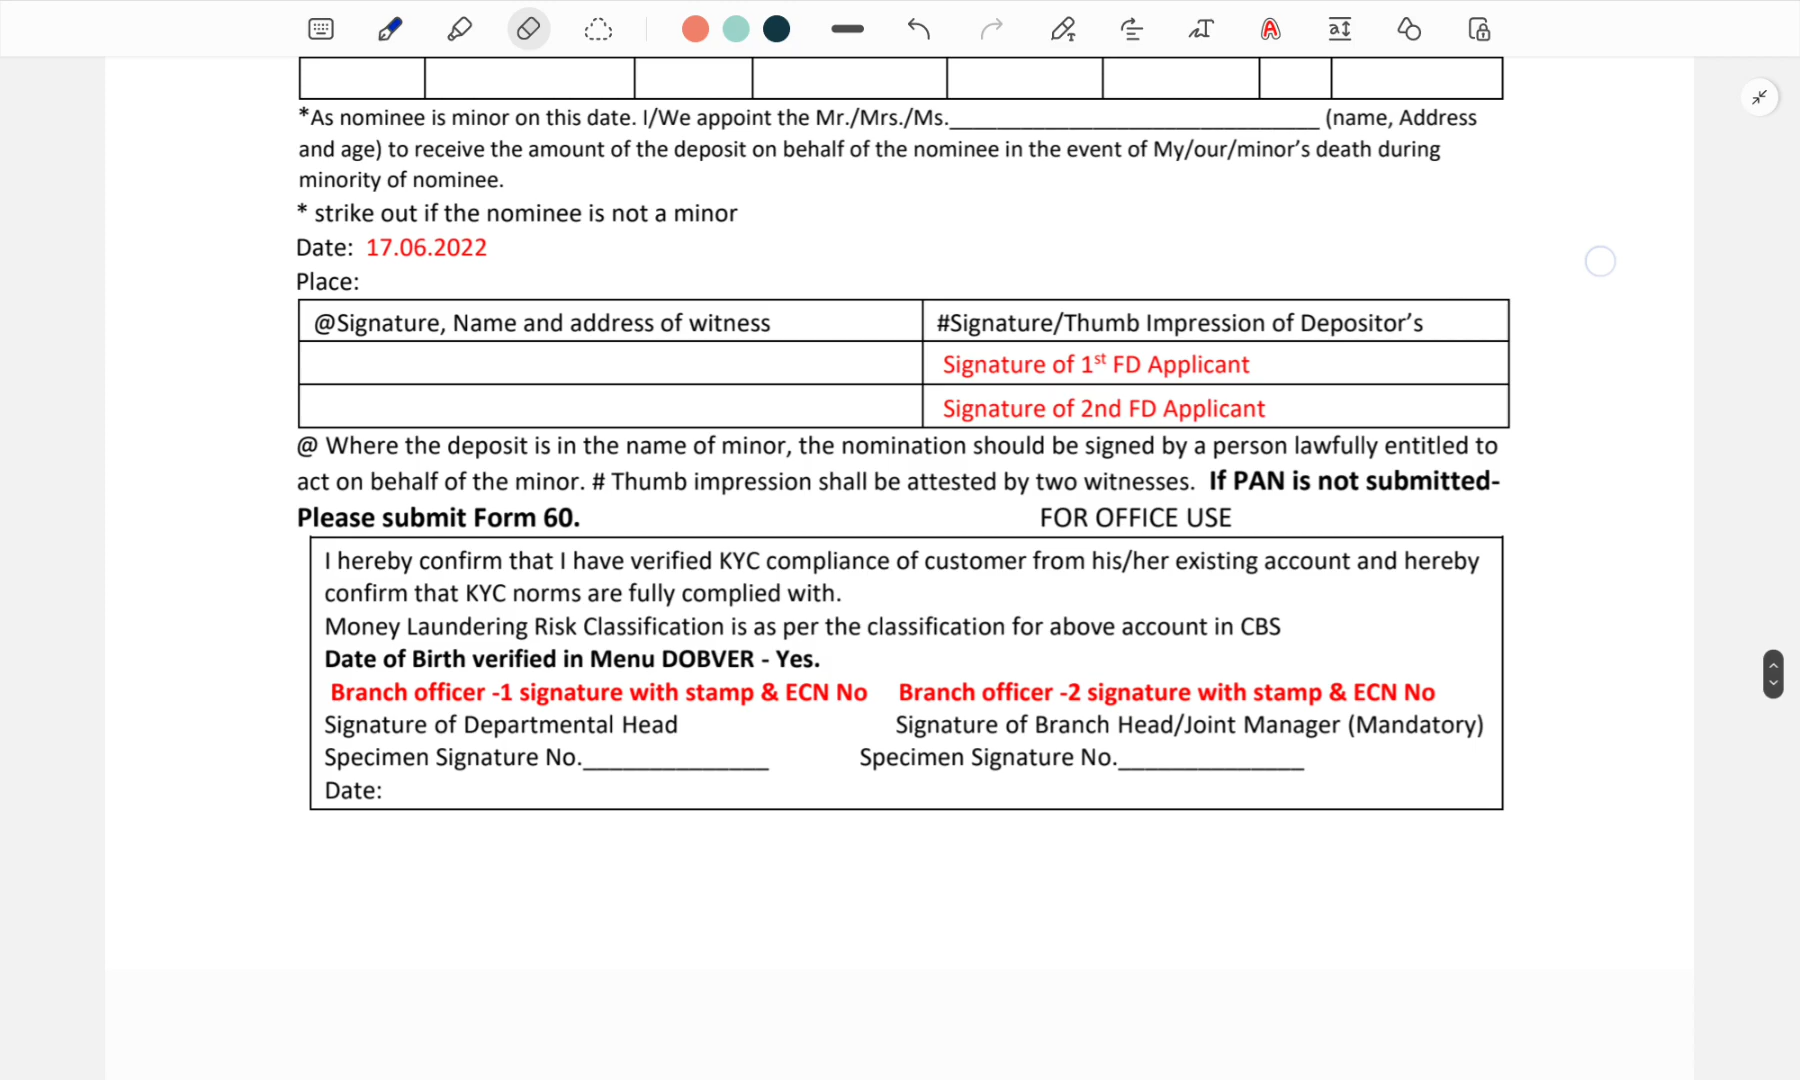 *As nominee is minor on this date. I/We appoint the Mr./Mrs./Ms.______________________________ (name, Address
and age) to receive the amount of the deposit on behalf of the nominee in the event of My/our/minor’s death during
minority of nominee.
* strike out if the nominee is not a minor
Date: 17.06.2022
Place:
@Signature, Name and address of witness #Signature/Thumb Impression of Depositor’s
Signature of 1st FD Applicant
Signature of 2nd FD Applicant
@ Where the deposit is in the name of minor, the nomination should be signed by a person lawfully entitled to
act on behalf of the minor. # Thumb impression shall be attested by two witnesses. If PAN is not submitted-
Please submit Form 60. FOR OFFICE USE
I hereby confirm that I have verified KYC compliance of customer from his/her existing account and hereby
confirm that KYC norms are fully complied with.
Money Laundering Risk Classification is as per the classification for above account in CBS
Date of Birth verified in Menu DOBVER - Yes.
Branch officer -1 signature with stamp & ECN No Branch officer -2 signature with stamp & ECN No
Signature of Departmental Head Signature of Branch Head/Joint Manager (Mandatory)
Specimen Signature No.______________ Specimen Signature No.______________
Date: